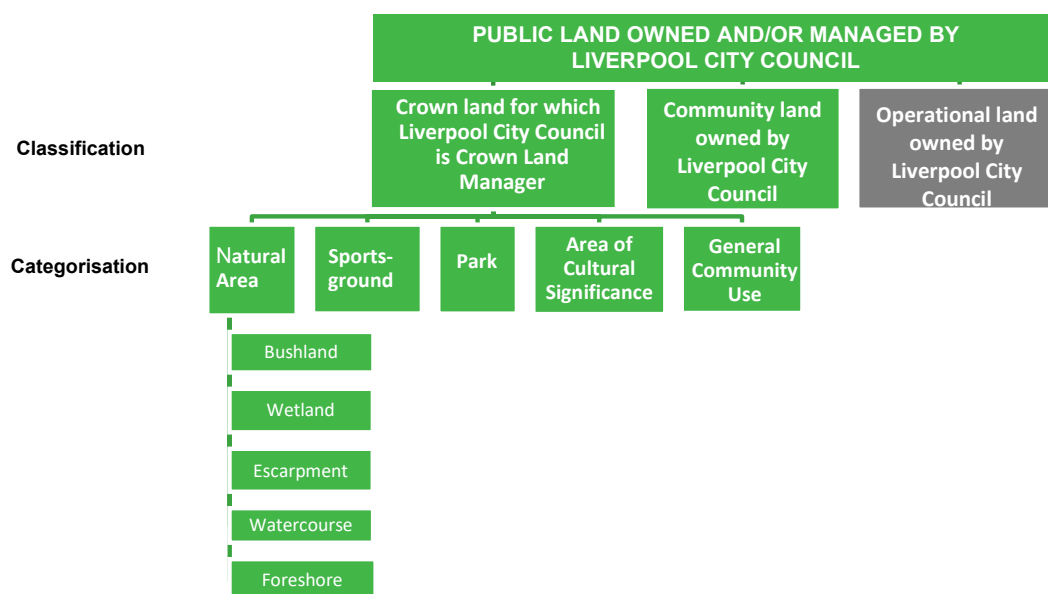 PUBLIC LAND OWNED AND/OR MANAGED BY
LIVERPOOL CITY COUNCIL
Classification
Crown land for which
Liverpool City Council
is Crown Land
Manager
Community land
owned by
Liverpool City
Council
Operational land
owned by
Liverpool City
Council
Categorisation
Natural
Area
Sports-
ground
Park
Area of
Cultural
Significance
General
Community
Use
Bushland
Wetland
Escarpment
Watercourse
Foreshore